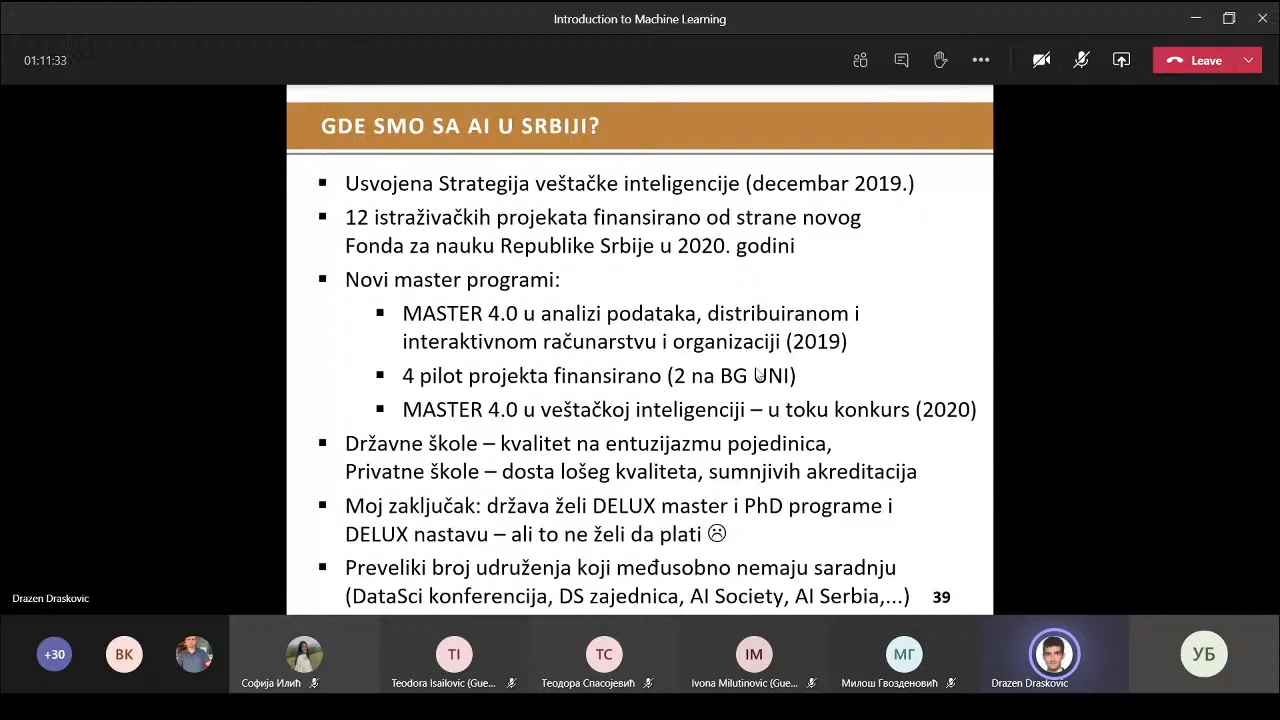 Introduction to Machine Learning
01:11:33
Leave
GDE SMO SA AI U SRBIJI?
▪ Usvojena Strategija veštačke inteligencije (decembar 2019.)
▪ 12 istraživačkih projekata finansirano od strane novog
Fonda za nauku Republike Srbije u 2020. godini
▪ Novi master programi:
▪ MASTER 4.0 u analizi podataka, distribuiranom i
interaktivnom računarstvu i organizaciji (2019)
▪ 4 pilot projekta finansirano (2 na BG UNI)
▪ MASTER 4.0 u veštačkoj inteligenciji – u toku konkurs (2020)
▪ Državne škole – kvalitet na entuzijazmu pojedinica,
Privatne škole – dosta lošeg kvaliteta, sumnjivih akreditacija
▪ Moj zaključak: država želi DELUX master i PhD programe i
DELUX nastavu – ali to ne želi da plati ☹
▪ Preveliki broj udruženja koji međusobno nemaju saradnju
(DataSci konferencija, DS zajednica, AI Society, AI Serbia,...)
39
Drazen Draskovic
+30
ВК
TI
ТС
IM
МГ
УБ
Софија Илић
Teodora Isailovic (Gue...
Теодора Спасојевић
Ivona Milutinovic (Gue...
Милош Гвозденовић
Drazen Draskovic